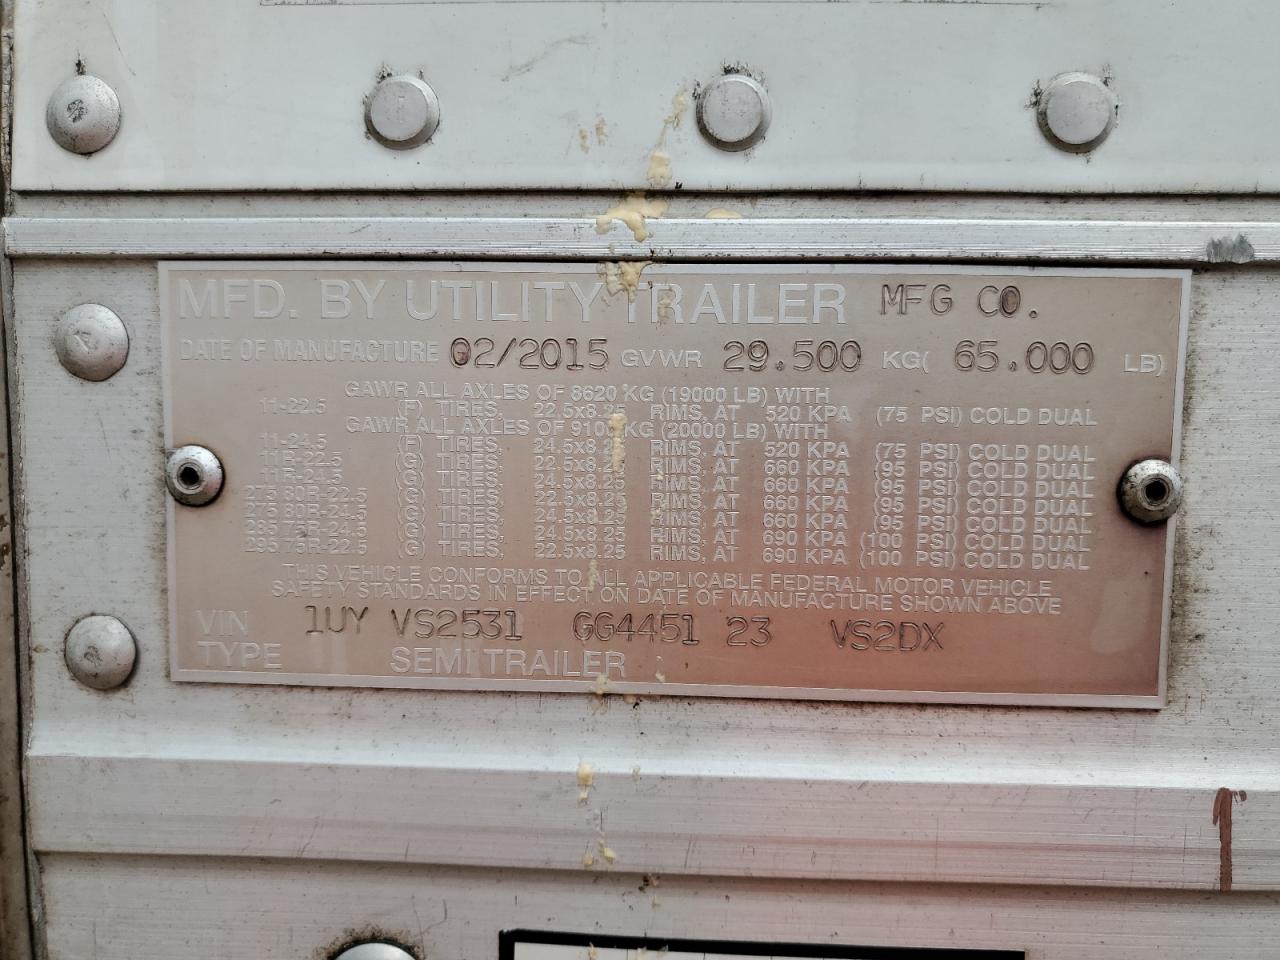 MFD. BY UTILITY TRAILER MFG CO.
DATE OF MANUFACTURE 02/2015 GVWR 29.500 KG( 65.000 LB)
GAWR ALL AXLES OF 8620 KG (19000 LB) WITH
11-22.5 (F) TIRES, 22.5x8.25 RIMS, AT 520 KPA (75 PSI) COLD DUAL
GAWR ALL AXLES OF 910 KG (20000 LB) WITH
11-24.5 (F) TIRES, 24.5x8.25 RIMS, AT 520 KPA (75 PSI) COLD DUAL
11R-22.5 (G) TIRES, 22.5x8.25 RIMS, AT 660 KPA (95 PSI) COLD DUAL
11R-24.5 (G) TIRES, 24.5x8.25 RIMS, AT 660 KPA (95 PSI) COLD DUAL
275 80R-22.5 (G) TIRES, 22.5x8.25 RIMS, AT 660 KPA (95 PSI) COLD DUAL
275 80R-24.5 (G) TIRES, 24.5x8.25 RIMS, AT 660 KPA (95 PSI) COLD DUAL
285 75R-24.5 (G) TIRES, 24.5x8.25 RIMS, AT 690 KPA (100 PSI) COLD DUAL
295 75R-22.5 (G) TIRES, 22.5x8.25 RIMS, AT 690 KPA (100 PSI) COLD DUAL
THIS VEHICLE CONFORMS TO ALL APPLICABLE FEDERAL MOTOR VEHICLE
SAFETY STANDARDS IN EFFECT ON DATE OF MANUFACTURE SHOWN ABOVE
VIN 1UY VS2531 GG4451 23 VS2DX
TYPE SEMITRAILER